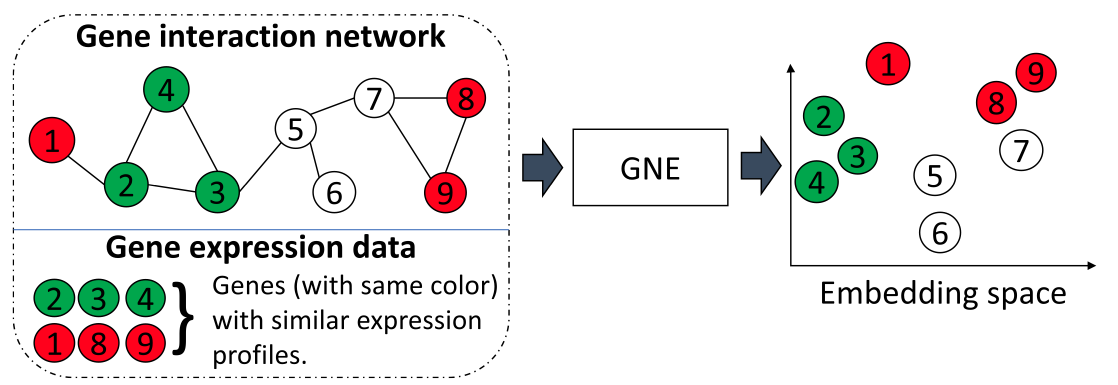 Gene interaction network
1
2
3
4
5
6
7
8
9
Gene expression data
2 3 4
1 8 9
}
Genes (with same color)
with similar expression
profiles.
GNE
1
2
3
4
5
6
7
8
9
Embedding space